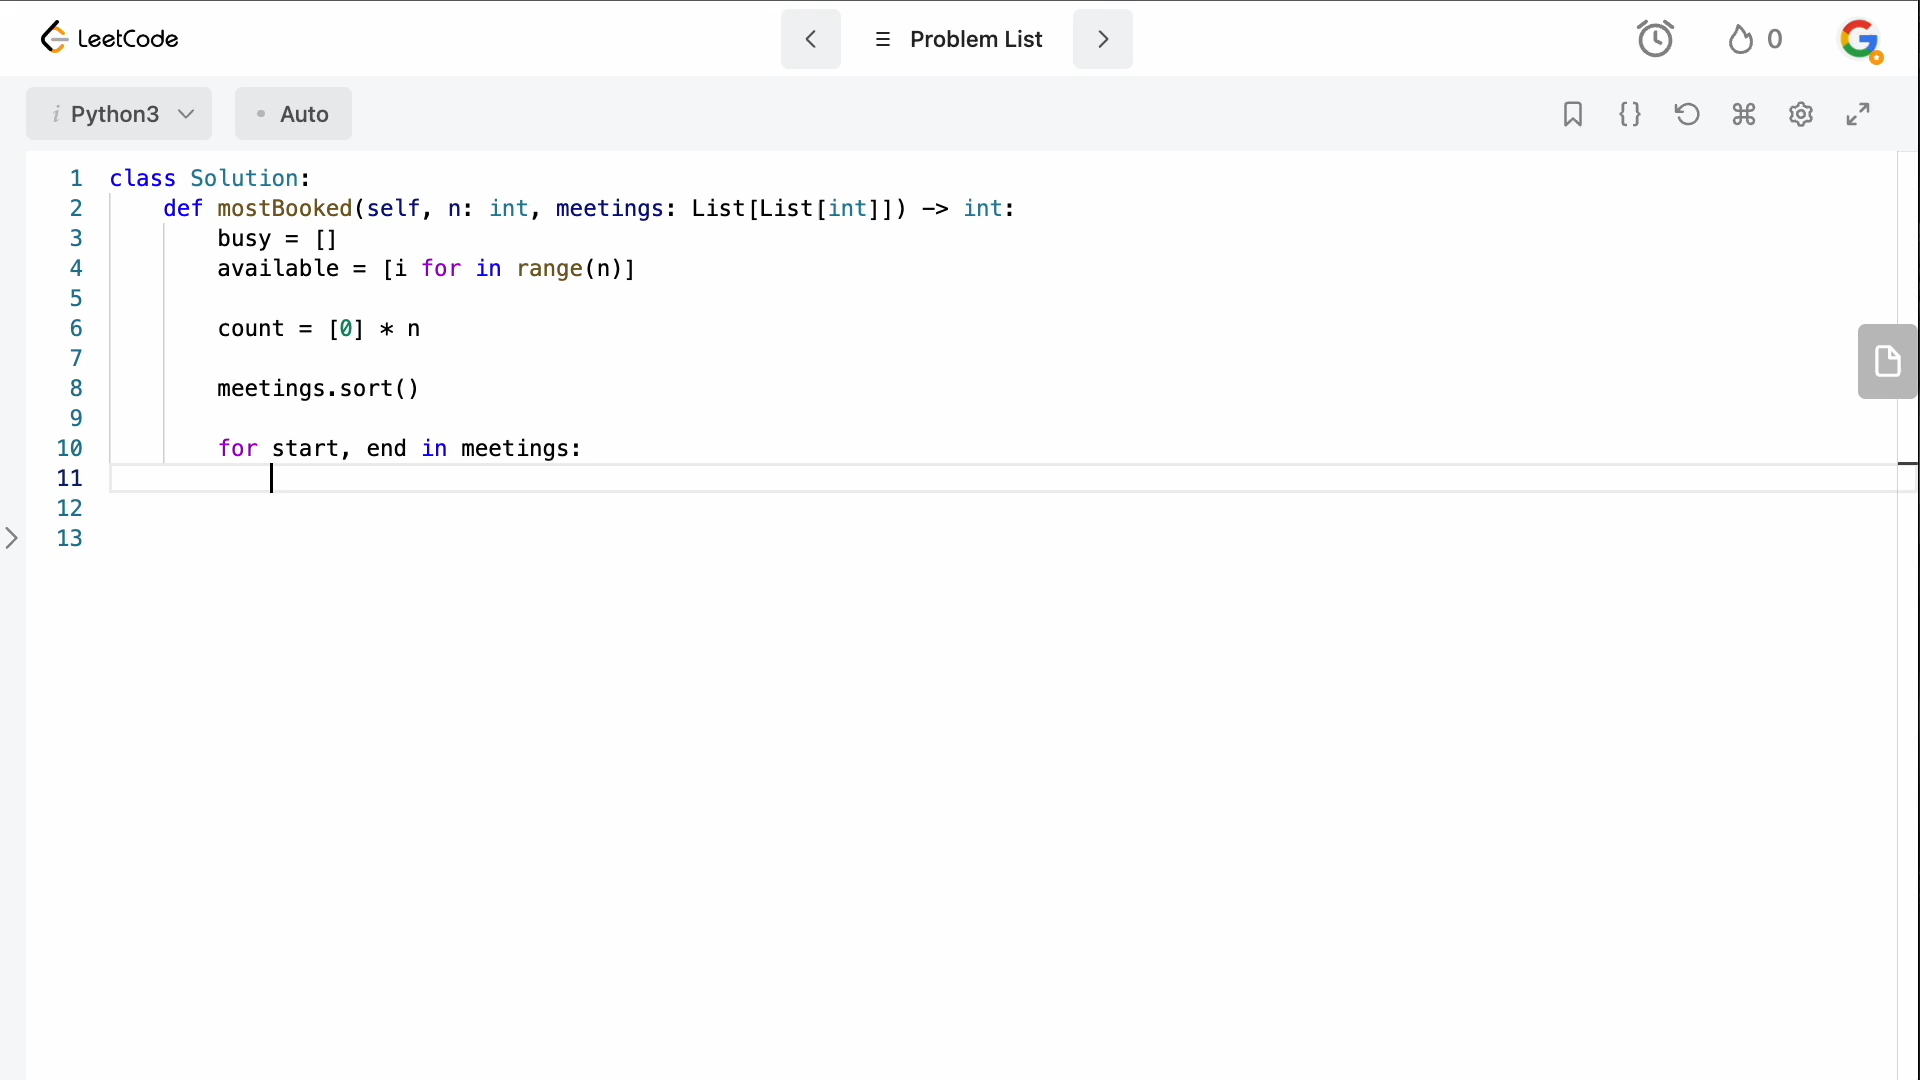 LeetCode
Problem List
0
i Python3
Auto
1 class Solution:
2     def mostBooked(self, n: int, meetings: List[List[int]]) -> int:
3         busy = []
4         available = [i for in range(n)]
5
6         count = [0] * n
7
8         meetings.sort()
9
10         for start, end in meetings:
11
12
13